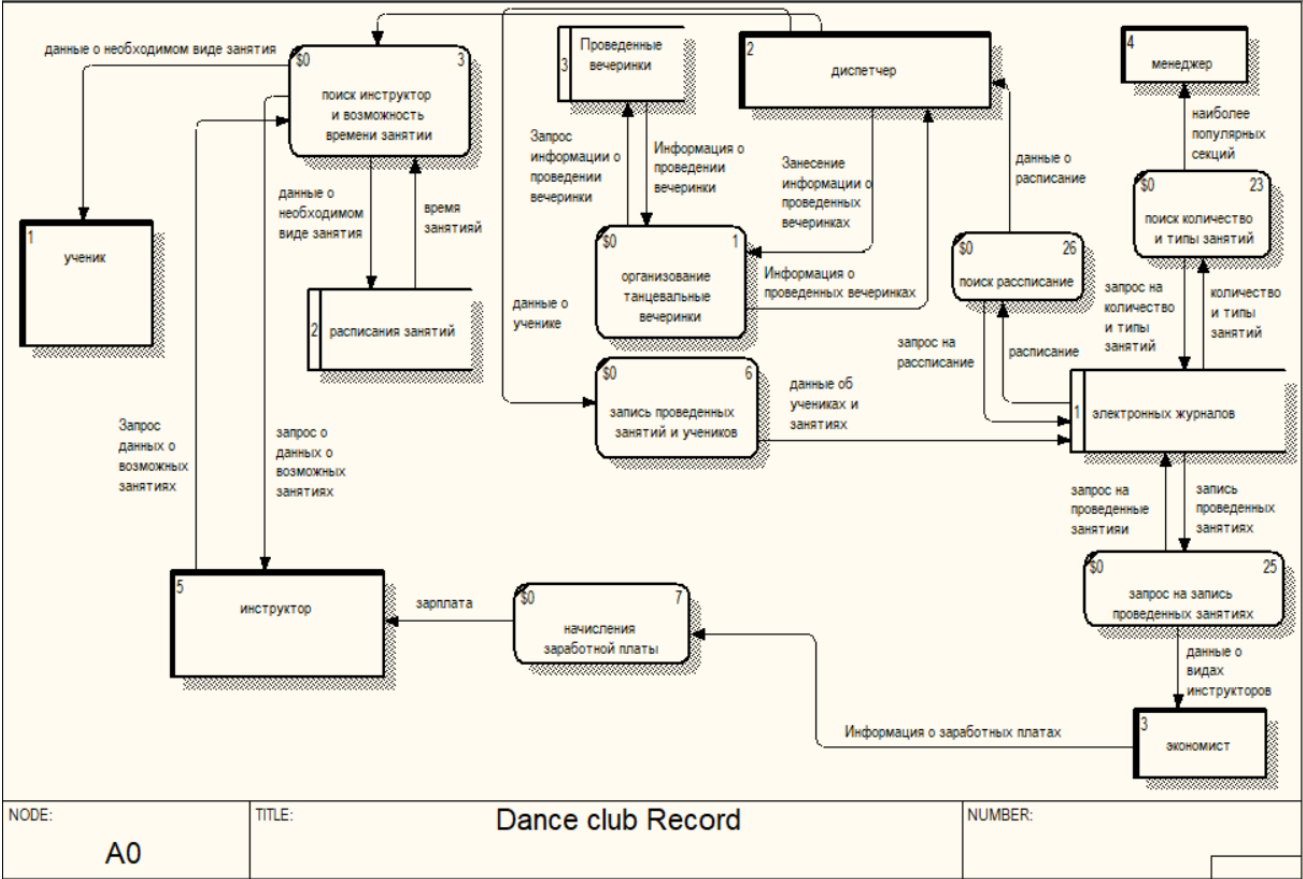 данные о необходимом виде занятия
$0
3
поиск инструктор
и возможность
времени занятии
3
Проведенные
вечеринки
2
диспетчер
4
менеджер
Запрос
информации о
проведении
вечеринки
Информация о
проведении
вечеринки
Занесение
информации о
проведенных
вечеринках
данные о
расписание
наиболее
популярных
секций
данные о
необходимом
виде занятия
время
занятияй
1
ученик
$0
1
организование
танцевальные
вечеринки
Информация о
проведенных вечеринках
$0
26
поиск рассписание
$0
23
поиск количество
и типы занятий
2
расписания занятий
данные о
ученике
запрос на
рассписание
расписание
запрос на
количество
и типы
занятий
количество
и типы
занятий
$0
6
запись проведенных
занятий и учеников
данные об
учениках и
занятиях
1
электронных журналов
Запрос
данных о
возможных
занятиях
запрос о
данных о
возможных
занятиях
запрос на
проведенные
занятияи
запись
проведенных
занятиях
5
инструктор
зарплата
$0
7
начисления
заработной платы
$0
25
запрос на запись
проведенных занятиях
данные о
видах
инструкторов
Информация о заработных платах
3
экономист
NODE:
A0
TITLE:
Dance club Record
NUMBER: